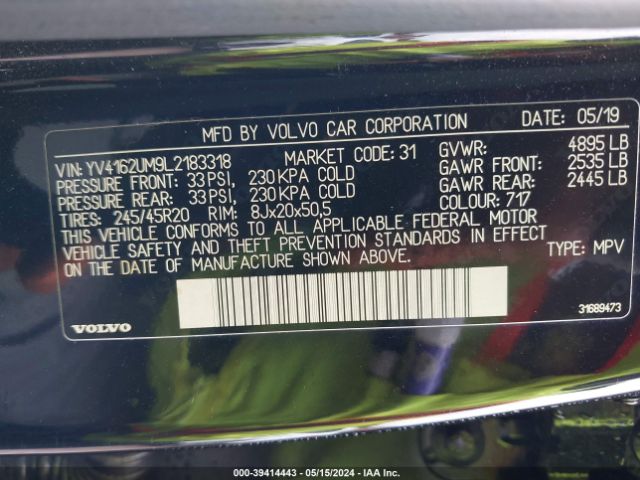 MFD BY VOLVO CAR CORPORATION DATE: 05/19
VIN: YV4162UM9L2183318 MARKET CODE: 31 GVWR: 4895 LB
PRESSURE FRONT: 33 PSI, 230 KPA COLD GAWR FRONT: 2535 LB
PRESSURE REAR: 33 PSI, 230 KPA COLD GAWR REAR: 2445 LB
TIRES: 245/45R20 RIM: 8Jx20x50,5 COLOUR: 717
THIS VEHICLE CONFORMS TO ALL APPLICABLE FEDERAL MOTOR
VEHICLE SAFETY AND THEFT PREVENTION STANDARDS IN EFFECT
ON THE DATE OF MANUFACTURE SHOWN ABOVE. TYPE: MPV
VOLVO 31689473
000-39414443 - 05/15/2024 - IAA Inc.